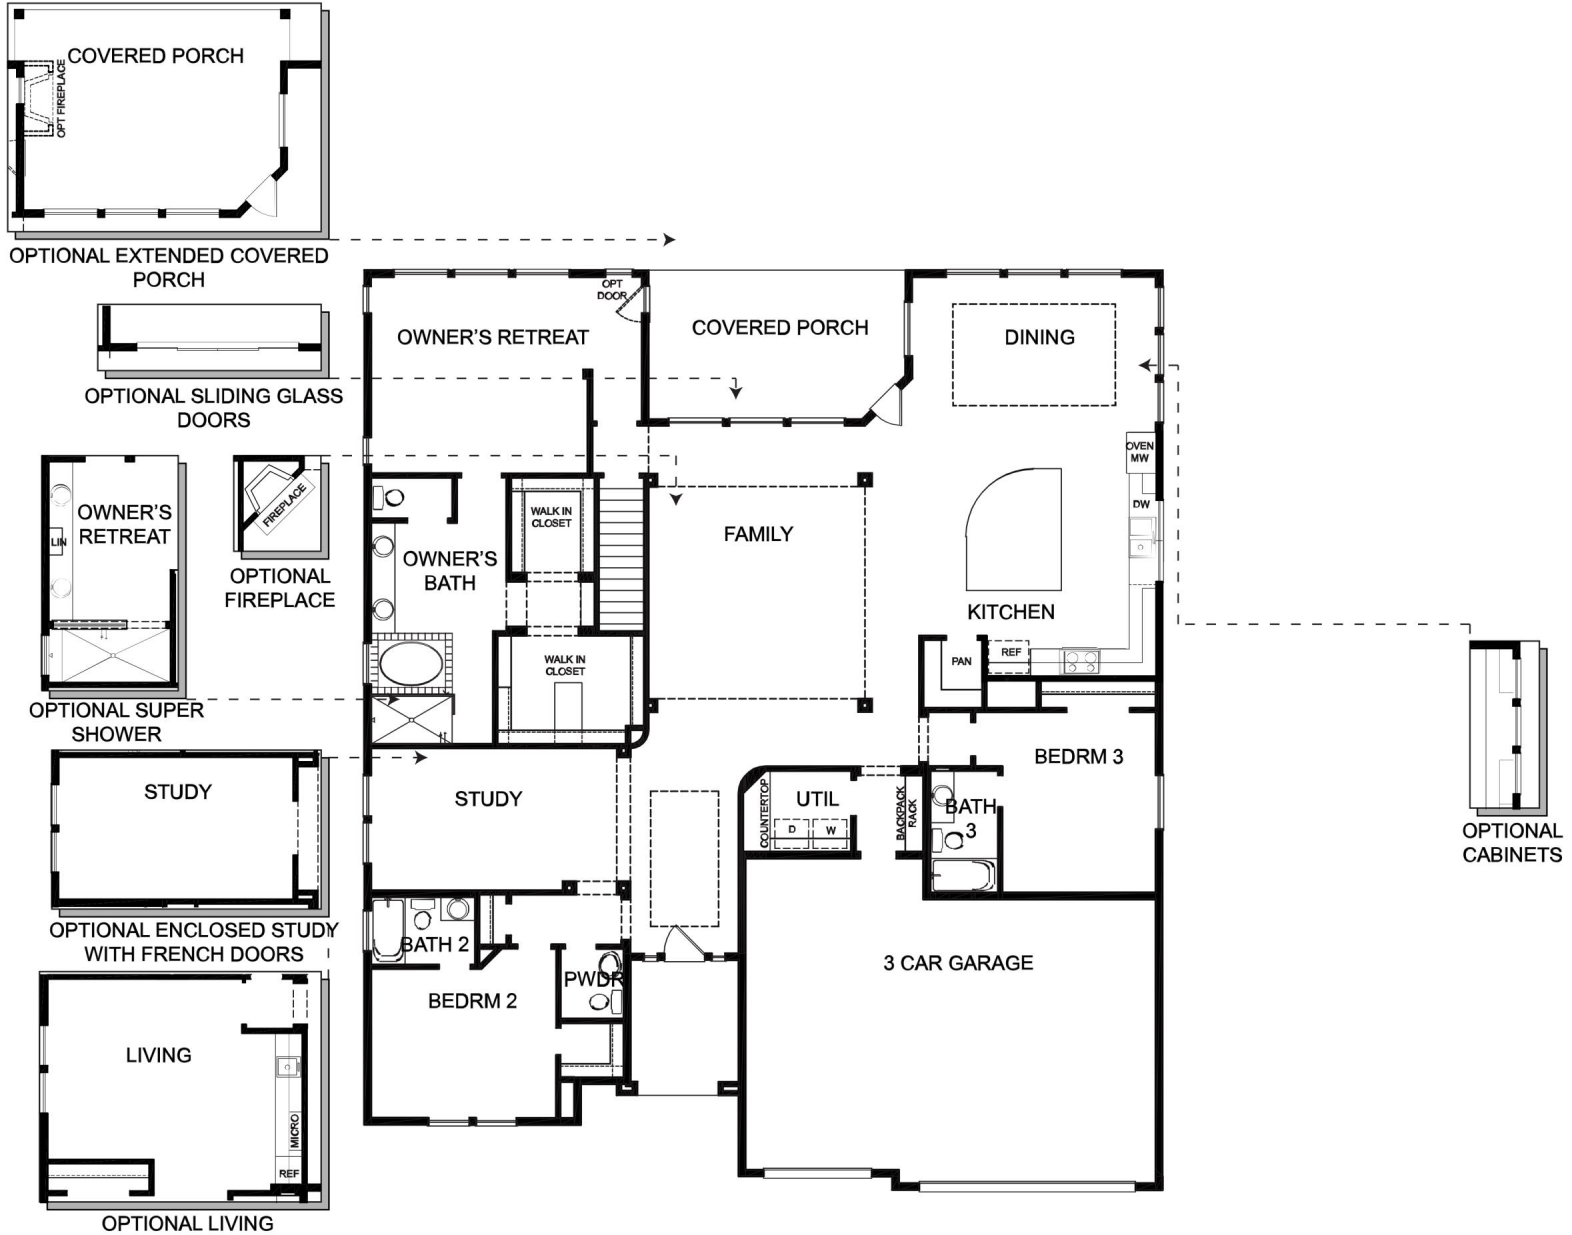 COVERED PORCH
OPT FIREPLACE
OPTIONAL EXTENDED COVERED
PORCH
OPTIONAL SLIDING GLASS
DOORS
OWNER'S
RETREAT
LIN
OPTIONAL SUPER
SHOWER
FIREPLACE
OPTIONAL
FIREPLACE
STUDY
OPTIONAL ENCLOSED STUDY
WITH FRENCH DOORS
LIVING
MICRO
REF
OPTIONAL LIVING
OPT
DOOR
OWNER'S RETREAT
COVERED PORCH
DINING
OVEN
MW
DW
WALK IN
CLOSET
FAMILY
OWNER'S
BATH
KITCHEN
REF
PAN
WALK IN
CLOSET
BEDRM 3
STUDY
COUNTERTOP
UTIL
D
W
BACKPACK
RACK
BATH
3
BATH 2
PWDR
BEDRM 2
3 CAR GARAGE
OPTIONAL
CABINETS